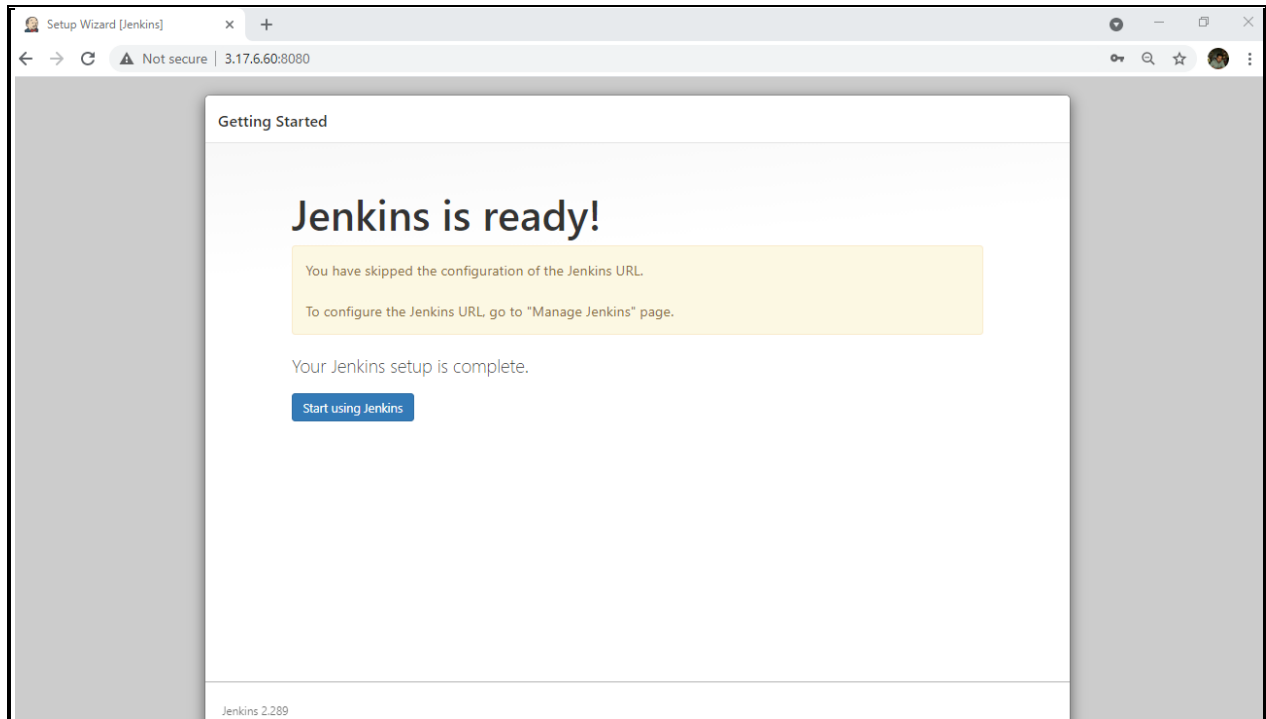 Setup Wizard [Jenkins]
Not secure | 3.17.6.60:8080
Getting Started
Jenkins is ready!
You have skipped the configuration of the Jenkins URL.
To configure the Jenkins URL, go to "Manage Jenkins" page.
Your Jenkins setup is complete.
Start using Jenkins
Jenkins 2.289